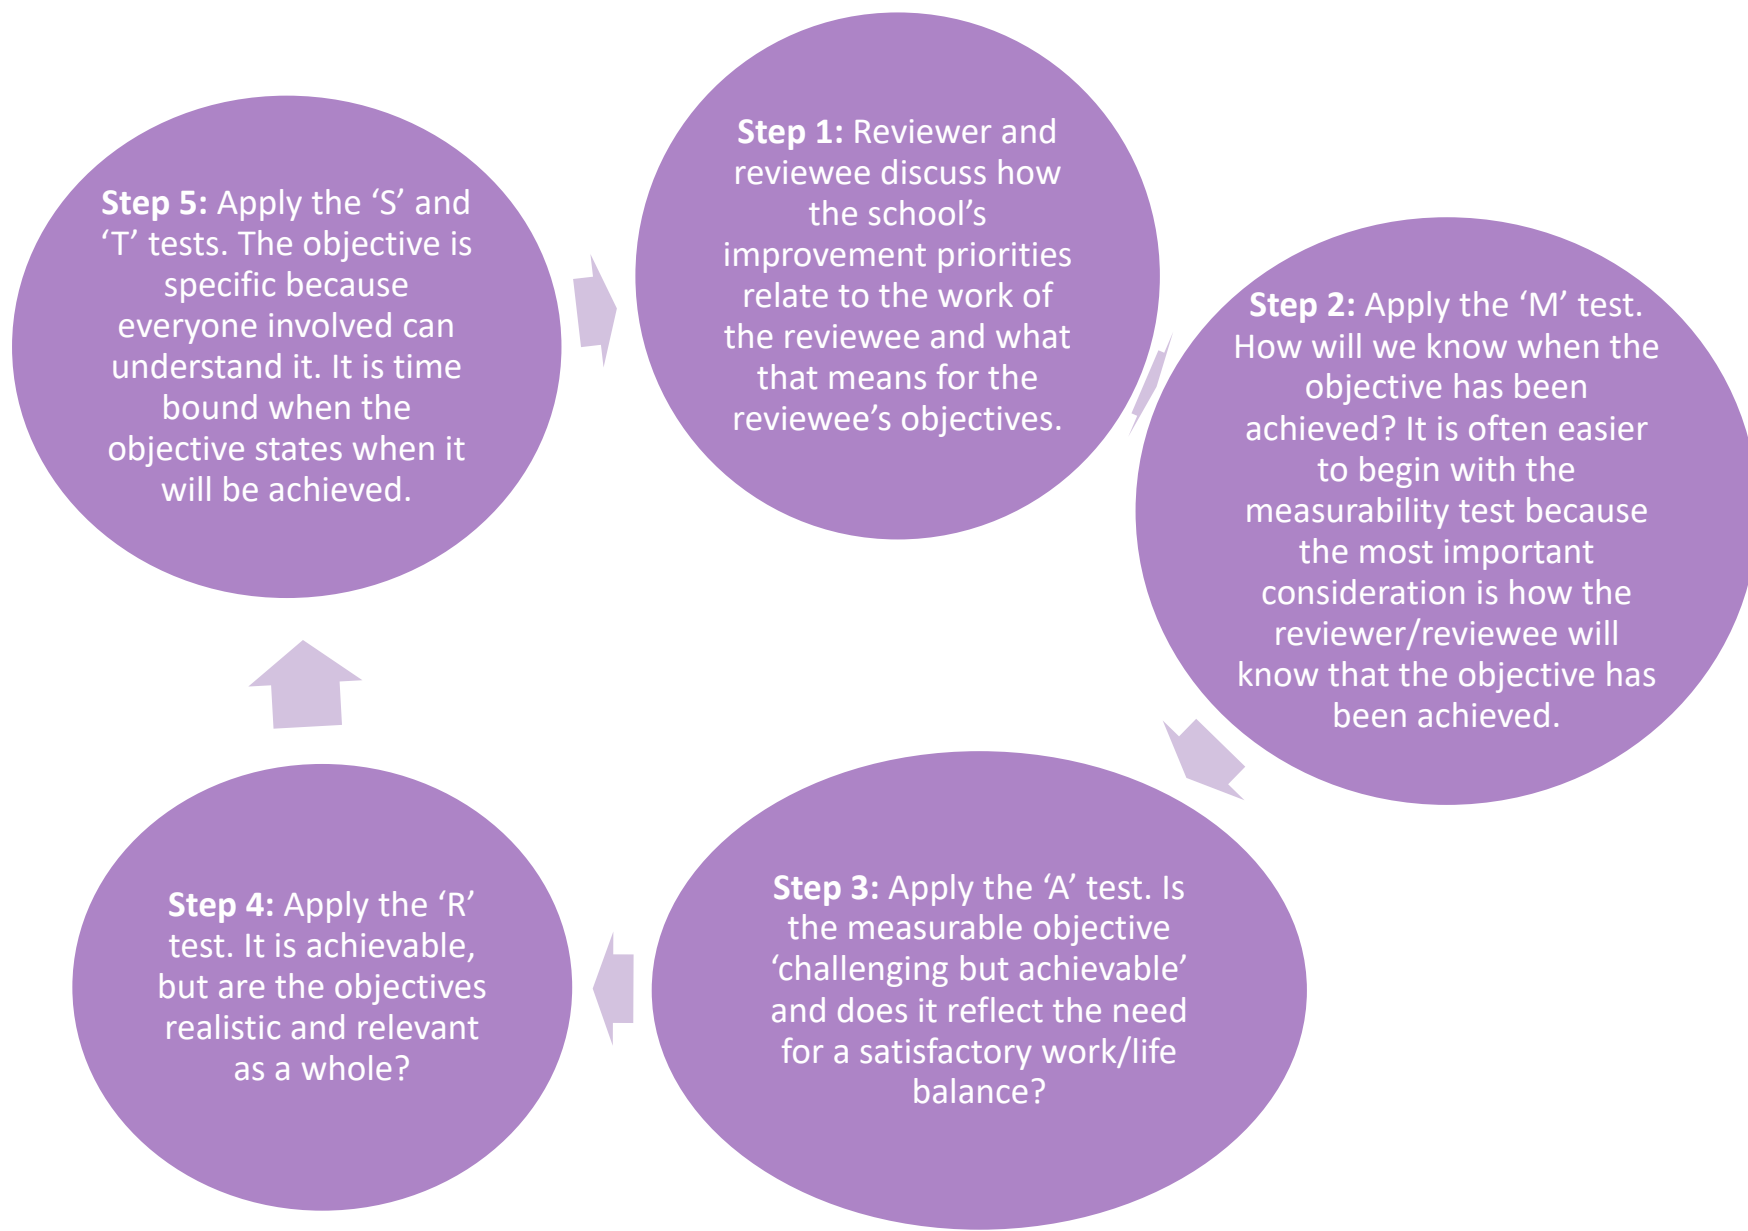 Step 1: Reviewer and
reviewee discuss how
the school’s
improvement priorities
relate to the work of
the reviewee and what
that means for the
reviewee’s objectives.
Step 2: Apply the ‘M’ test.
How will we know when the
objective has been
achieved? It is often easier
to begin with the
measurability test because
the most important
consideration is how the
reviewer/reviewee will
know that the objective has
been achieved.
Step 3: Apply the ‘A’ test. Is
the measurable objective
‘challenging but achievable’
and does it reflect the need
for a satisfactory work/life
balance?
Step 4: Apply the ‘R’
test. It is achievable,
but are the objectives
realistic and relevant
as a whole?
Step 5: Apply the ‘S’ and
‘T’ tests. The objective is
specific because
everyone involved can
understand it. It is time
bound when the
objective states when it
will be achieved.